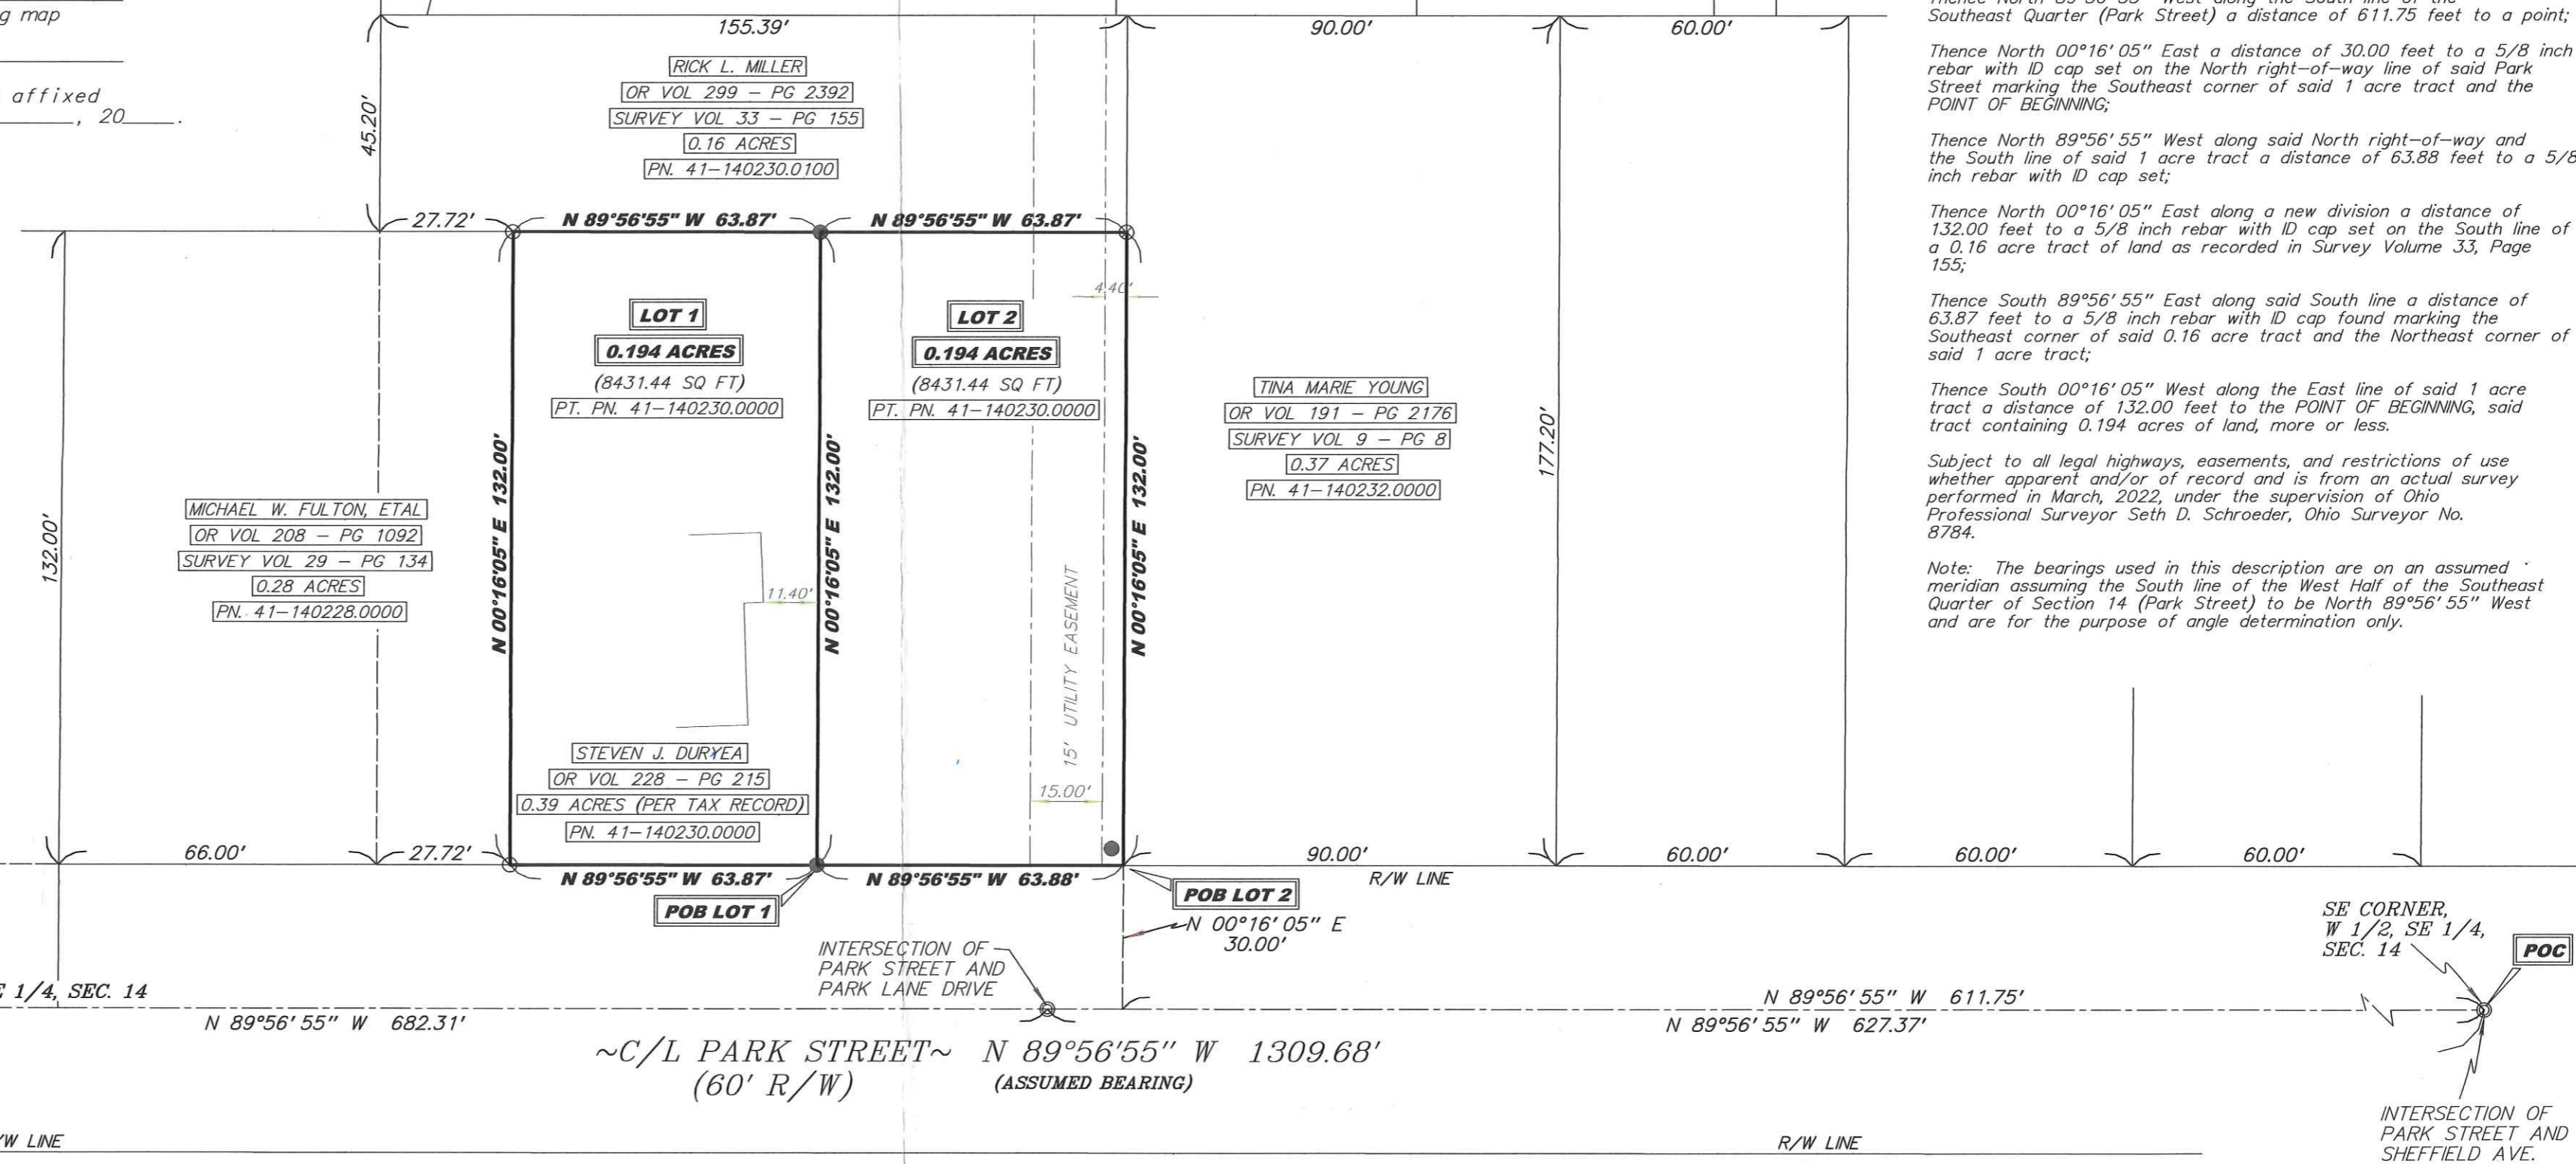 g map
affixed
, 20 .
155.39'
90.00'
60.00'
45.20'
RICK L. MILLER
OR VOL 299 – PG 2392
SURVEY VOL 33 – PG 155
0.16 ACRES
PN. 41–140230.0100
27.72'
N 89°56'55" W 63.87'
N 89°56'55" W 63.87'
4.40'
LOT 1
0.194 ACRES
(8431.44 SQ FT)
PT. PN. 41–140230.0000
LOT 2
0.194 ACRES
(8431.44 SQ FT)
PT. PN. 41–140230.0000
TINA MARIE YOUNG
OR VOL 191 – PG 2176
SURVEY VOL 9 – PG 8
0.37 ACRES
PN. 41–140232.0000
177.20'
132.00'
MICHAEL W. FULTON, ETAL
OR VOL 208 – PG 1092
SURVEY VOL 29 – PG 134
0.28 ACRES
PN. 41–140228.0000
N 00°16'05" E 132.00'
N 00°16'05" E 132.00'
N 00°16'05" E 132.00'
11.40'
15' UTILITY EASEMENT
15.00'
STEVEN J. DURYEA
OR VOL 228 – PG 215
0.39 ACRES (PER TAX RECORD)
PN. 41–140230.0000
66.00'
27.72'
90.00'
60.00'
60.00'
60.00'
N 89°56'55" W 63.87'
N 89°56'55" W 63.88'
R/W LINE
POB LOT 1
POB LOT 2
N 00°16'05" E
30.00'
INTERSECTION OF
PARK STREET AND
PARK LANE DRIVE
SE CORNER,
W 1/2, SE 1/4,
SEC. 14
POC
1/4, SEC. 14
N 89°56'55" W 682.31'
N 89°56'55" W 611.75'
N 89°56'55" W 627.37'
~C/L PARK STREET~ N 89°56'55" W 1309.68'
(60' R/W)
(ASSUMED BEARING)
/W LINE
R/W LINE
INTERSECTION OF
PARK STREET AND
SHEFFIELD AVE.
Thence North 89°56'55" West along the South line of the
Southeast Quarter (Park Street) a distance of 611.75 feet to a point;
Thence North 00°16'05" East a distance of 30.00 feet to a 5/8 inch
rebar with ID cap set on the North right–of–way line of said Park
Street marking the Southeast corner of said 1 acre tract and the
POINT OF BEGINNING;
Thence North 89°56'55" West along said North right–of–way and
the South line of said 1 acre tract a distance of 63.88 feet to a 5/8
inch rebar with ID cap set;
Thence North 00°16'05" East along a new division a distance of
132.00 feet to a 5/8 inch rebar with ID cap set on the South line of
a 0.16 acre tract of land as recorded in Survey Volume 33, Page
155;
Thence South 89°56'55" East along said South line a distance of
63.87 feet to a 5/8 inch rebar with ID cap found marking the
Southeast corner of said 0.16 acre tract and the Northeast corner of
said 1 acre tract;
Thence South 00°16'05" West along the East line of said 1 acre
tract a distance of 132.00 feet to the POINT OF BEGINNING, said
tract containing 0.194 acres of land, more or less.
Subject to all legal highways, easements, and restrictions of use
whether apparent and/or of record and is from an actual survey
performed in March, 2022, under the supervision of Ohio
Professional Surveyor Seth D. Schroeder, Ohio Surveyor No.
8784.
Note: The bearings used in this description are on an assumed
meridian assuming the South line of the West Half of the Southeast
Quarter of Section 14 (Park Street) to be North 89°56'55" West
and are for the purpose of angle determination only.